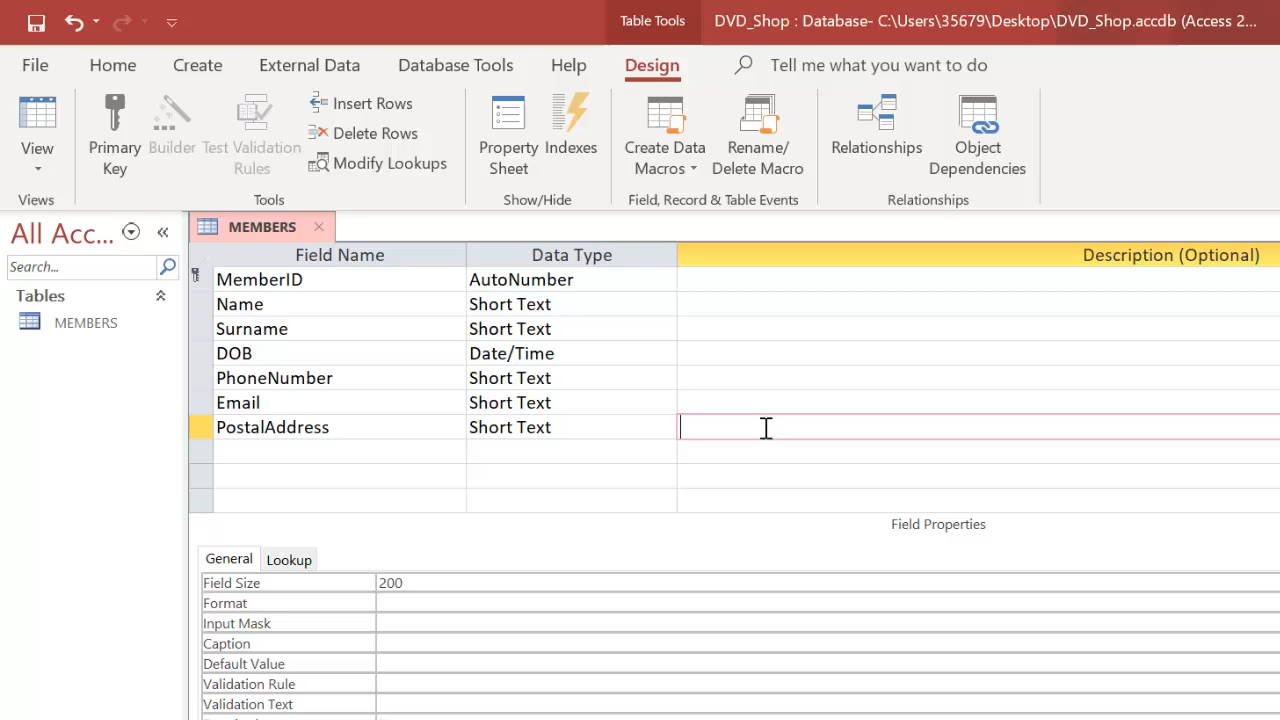 Table Tools
DVD_Shop : Database- C:\Users\35679\Desktop\DVD_Shop.accdb (Access 2...
File Home Create External Data Database Tools Help Design Tell me what you want to do
View
Views
Primary Key
Builder
Test Validation Rules
Insert Rows
Delete Rows
Modify Lookups
Tools
Property Sheet
Indexes
Show/Hide
Create Data Macros
Rename/ Delete Macro
Field, Record & Table Events
Relationships
Object Dependencies
Relationships
All Acc...
Search...
Tables
MEMBERS
MEMBERS
Field Name Data Type Description (Optional)
MemberID AutoNumber
Name Short Text
Surname Short Text
DOB Date/Time
PhoneNumber Short Text
Email Short Text
PostalAddress Short Text
Field Properties
General Lookup
Field Size 200
Format
Input Mask
Caption
Default Value
Validation Rule
Validation Text